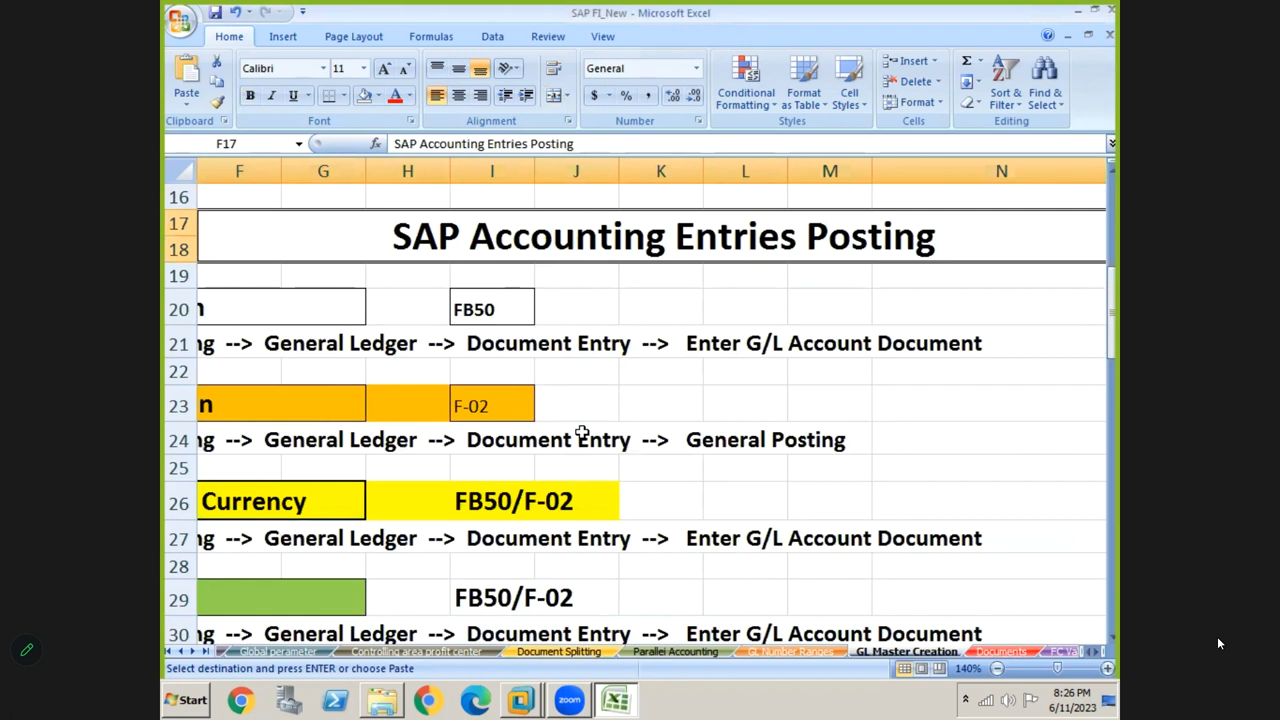 SAP FI_New - Microsoft Excel
Home Insert Page Layout Formulas Data Review View
Paste
Calibri 11
B I U
General
$ % ,
Conditional Formatting
Format as Table
Cell Styles
Insert
Delete
Format
Σ
Sort & Filter
Find & Select
Clipboard Font Alignment Number Styles Cells Editing
F17 fx SAP Accounting Entries Posting
F G H I J K L M N
16
17
SAP Accounting Entries Posting
18
19
20 n FB50
21 ng --> General Ledger --> Document Entry --> Enter G/L Account Document
22
23 n F-02
24 ng --> General Ledger --> Document Entry --> General Posting
25
26 Currency FB50/F-02
27 ng --> General Ledger --> Document Entry --> Enter G/L Account Document
28
29 FB50/F-02
30 ng --> General Ledger --> Document Entry --> Enter G/L Account Document
Global perameter Controlling area profit center Document Splitting Parallel Accounting GL Number Ranges GL Master Creation Documents FC Va
Select destination and press ENTER or choose Paste 140%
Start zoom 8:26 PM
6/11/2023